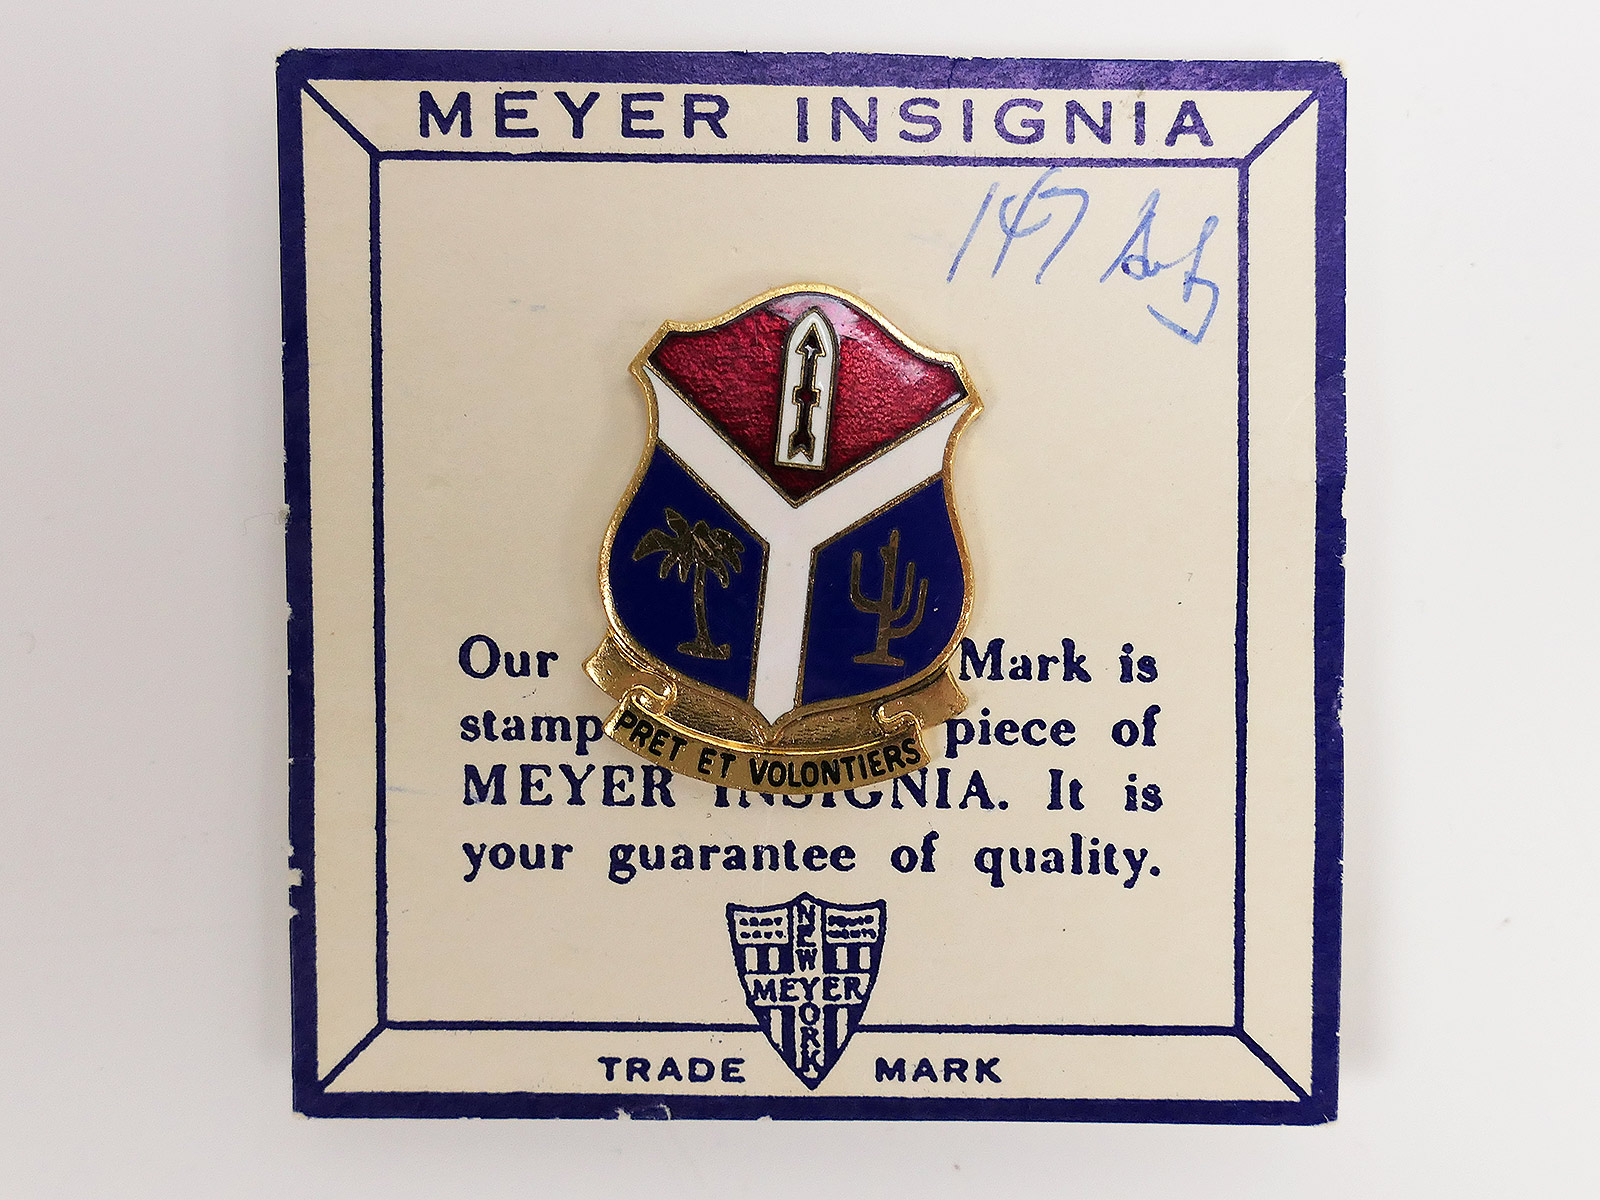 MEYER INSIGNIA
147 Inf
PRET ET VOLONTIERS
Our Mark is
stamp piece of
MEYER INSIGNIA. It is
your guarantee of quality.
NEW YORK
MEYER
TRADE MARK